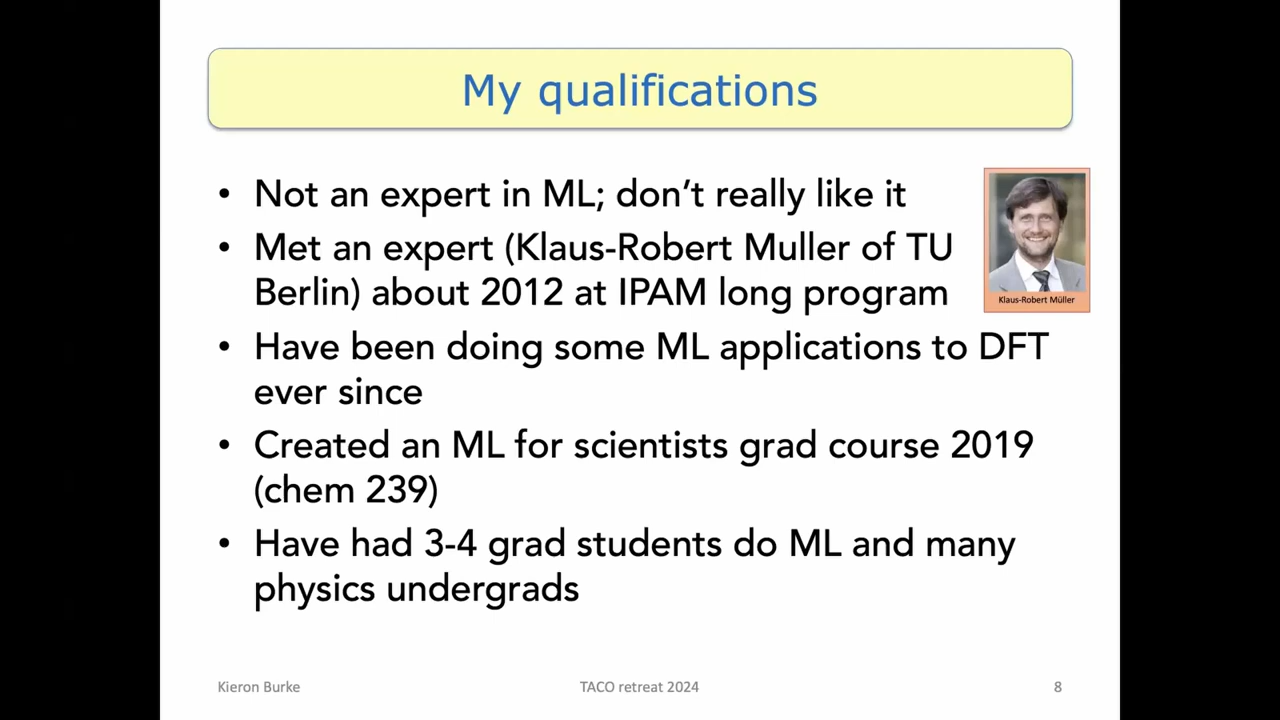 My qualifications
• Not an expert in ML; don’t really like it
• Met an expert (Klaus-Robert Muller of TU
Berlin) about 2012 at IPAM long program
Klaus-Robert Müller
• Have been doing some ML applications to DFT
ever since
• Created an ML for scientists grad course 2019
(chem 239)
• Have had 3-4 grad students do ML and many
physics undergrads
Kieron Burke
TACO retreat 2024
8